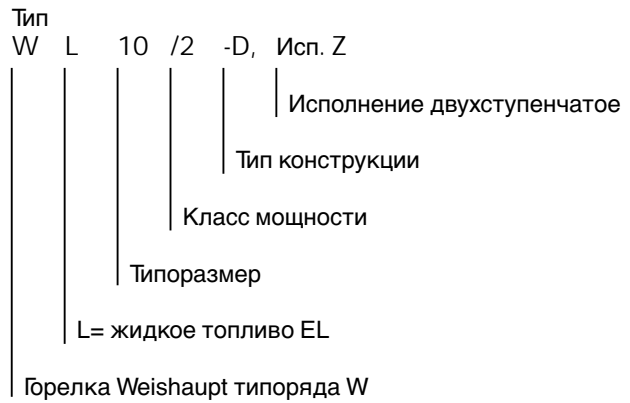 Тип
W L 10 /2 -D, Исп. Z
Исполнение двухступенчатое
Тип конструкции
Класс мощности
Типоразмер
L= жидкое топливо EL
Горелка Weishaupt типоряда W